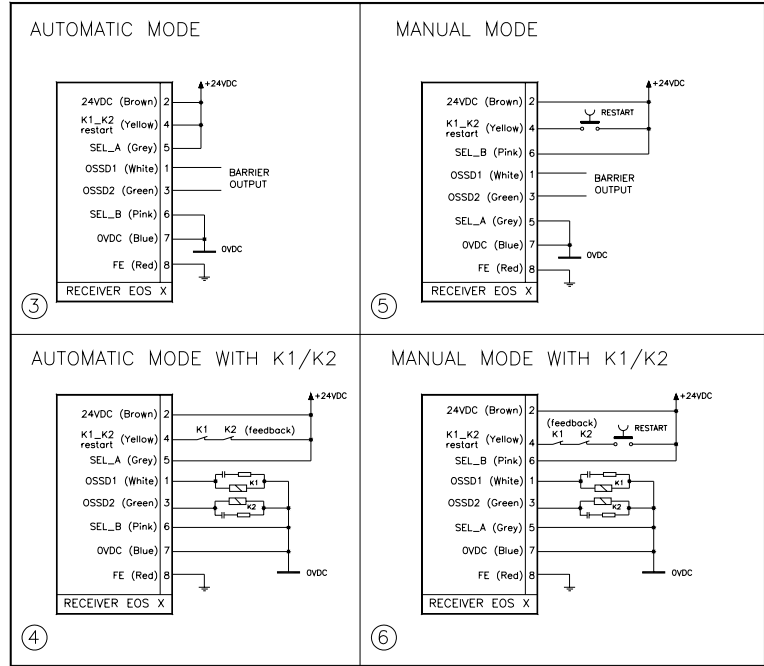 AUTOMATIC MODE
+24VDC
24VDC (Brown) 2
K1_K2
restart (Yellow) 4
SEL_A (Grey) 5
OSSD1 (White) 1
BARRIER
OUTPUT
OSSD2 (Green) 3
SEL_B (Pink) 6
0VDC (Blue) 7
0VDC
FE (Red) 8
RECEIVER EOS X
3
MANUAL MODE
+24VDC
24VDC (Brown) 2
RESTART
K1_K2
restart (Yellow) 4
SEL_B (Pink) 6
OSSD1 (White) 1
BARRIER
OUTPUT
OSSD2 (Green) 3
SEL_A (Grey) 5
0VDC (Blue) 7
0VDC
FE (Red) 8
RECEIVER EOS X
5
AUTOMATIC MODE WITH K1/K2
+24VDC
24VDC (Brown) 2
K1 K2 (feedback)
K1_K2
restart (Yellow) 4
SEL_A (Grey) 5
OSSD1 (White) 1
K1
OSSD2 (Green) 3
K2
SEL_B (Pink) 6
0VDC (Blue) 7
FE (Red) 8
0VDC
RECEIVER EOS X
4
MANUAL MODE WITH K1/K2
+24VDC
24VDC (Brown) 2
(feedback)
K1 K2 RESTART
K1_K2
restart (Yellow) 4
SEL_B (Pink) 6
OSSD1 (White) 1
K1
OSSD2 (Green) 3
K2
SEL_A (Grey) 5
0VDC (Blue) 7
FE (Red) 8
0VDC
RECEIVER EOS X
6